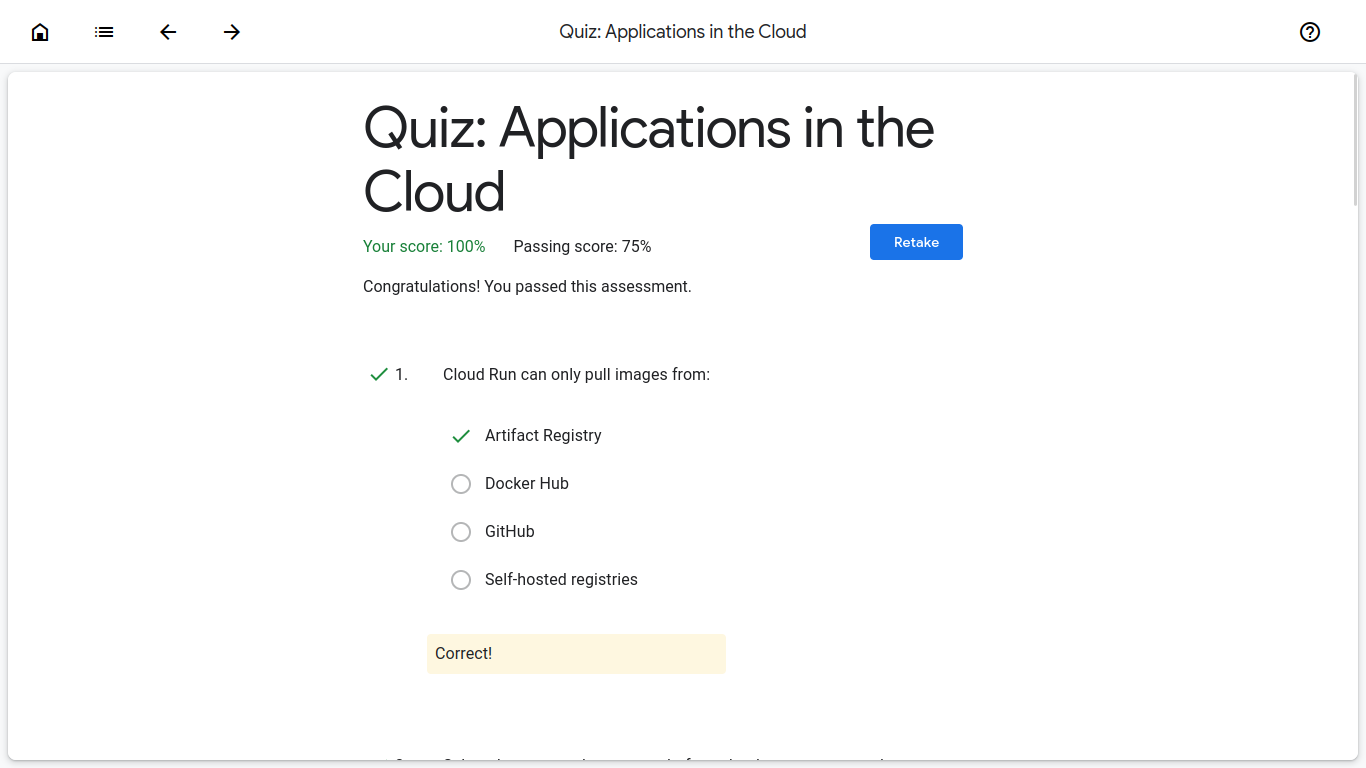 Quiz: Applications in the Cloud
Quiz: Applications in the
Cloud
Your score: 100% Passing score: 75%
Retake
Congratulations! You passed this assessment.
1. Cloud Run can only pull images from:
Artifact Registry
Docker Hub
GitHub
Self-hosted registries
Correct!